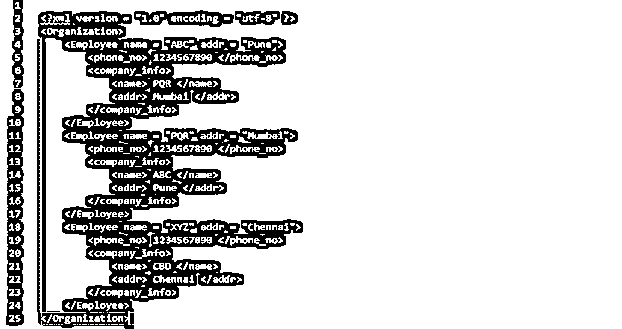 1
2 <?xml version = "1.0" encoding = "utf-8" ?>
3 <Organization>
4 <Employee name = "ABC" addr = "Pune">
5 <phone_no> 1234567890 </phone_no>
6 <company_info>
7 <name> PQR </name>
8 <addr> Mumbai </addr>
9 </company_info>
10 </Employee>
11 <Employee name = "PQR" addr = "Mumbai">
12 <phone_no> 1234567890 </phone_no>
13 <company_info>
14 <name> ABC </name>
15 <addr> Pune </addr>
16 </company_info>
17 </Employee>
18 <Employee name = "XYZ" addr = "Chennai">
19 <phone_no> 1234567890 </phone_no>
20 <company_info>
21 <name> CBD </name>
22 <addr> Chennai </addr>
23 </company_info>
24 </Employee>
25 </Organization>